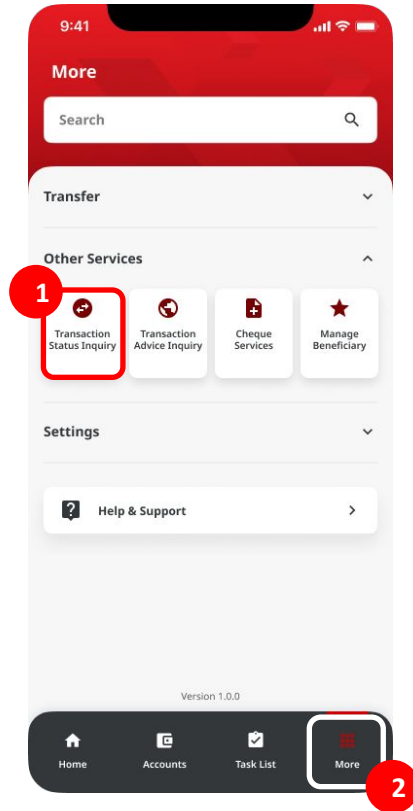 9:41
More
Search
Transfer
Other Services
1
Transaction
Status Inquiry
Transaction
Advice Inquiry
Cheque
Services
Manage
Beneficiary
Settings
Help & Support
Version 1.0.0
Home
Accounts
Task List
More
2